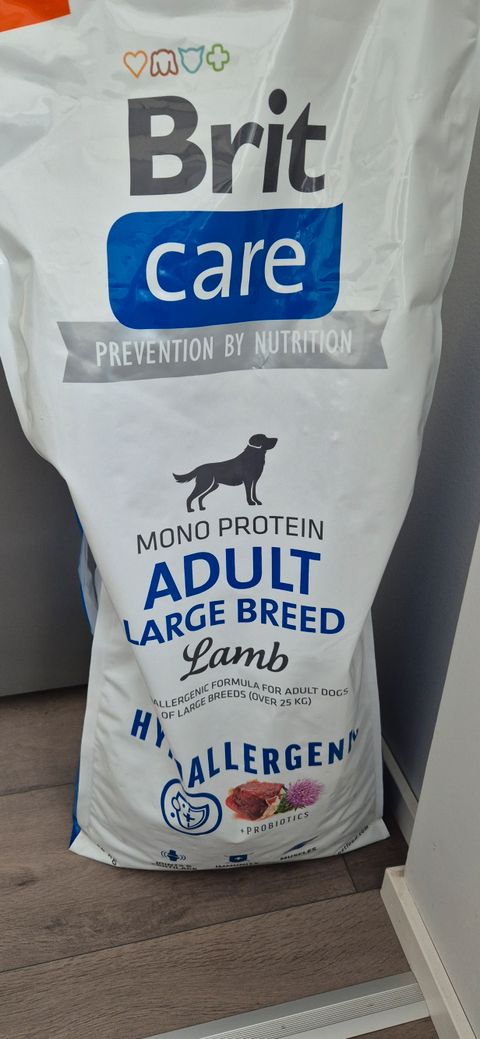 Brit
care
PREVENTION BY NUTRITION
MONO PROTEIN
ADULT
LARGE BREED
Lamb
ALLERGENIC FORMULA FOR ADULT DOGS
OF LARGE BREEDS (OVER 25 KG)
+PROBIOTICS
MUSCLES